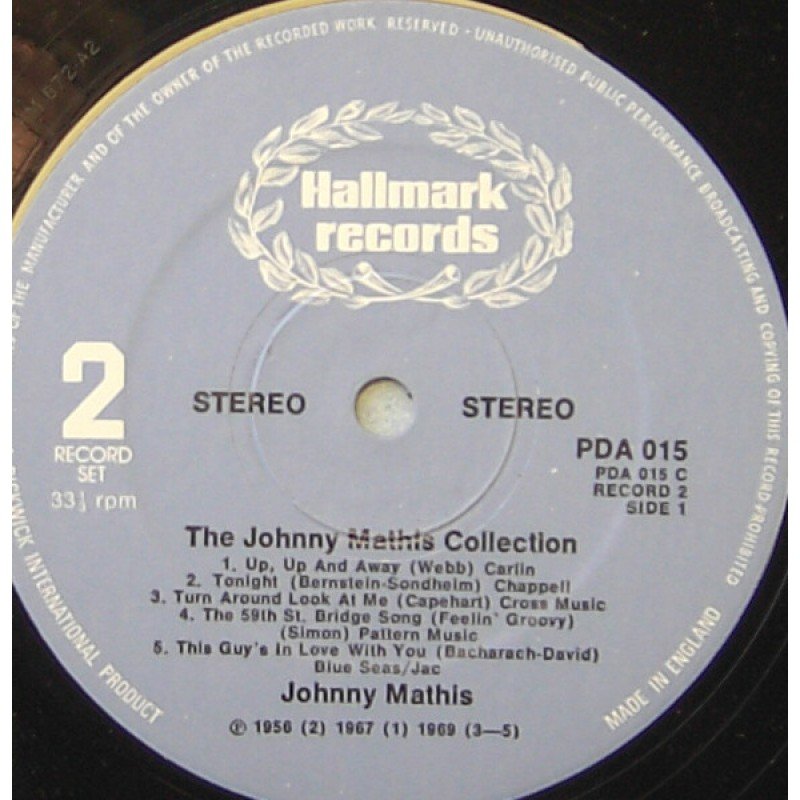 OF THE MANUFACTURER AND OF THE OWNER OF THE RECORDED WORK RESERVED - UNAUTHORISED PUBLIC PERFORMANCE BROADCASTING AND COPYING OF THIS RECORD PROHIBITED
Hallmark
records
2
RECORD
SET
33⅓ rpm
STEREO
STEREO
PDA 015
PDA 015 C
RECORD 2
SIDE 1
The Johnny Mathis Collection
1. Up, Up And Away (Webb) Carlin
2. Tonight (Bernstein-Sondheim) Chappell
3. Turn Around Look At Me (Capehart) Cross Music
4. The 59th St. Bridge Song (Feelin' Groovy)
(Simon) Pattern Music
5. This Guy's In Love With You (Bacharach-David)
Blue Seas/Jac
Johnny Mathis
℗ 1956 (2) 1967 (1) 1969 (3—5)
INTERNATIONAL PRODUCT
MADE IN ENGLAND